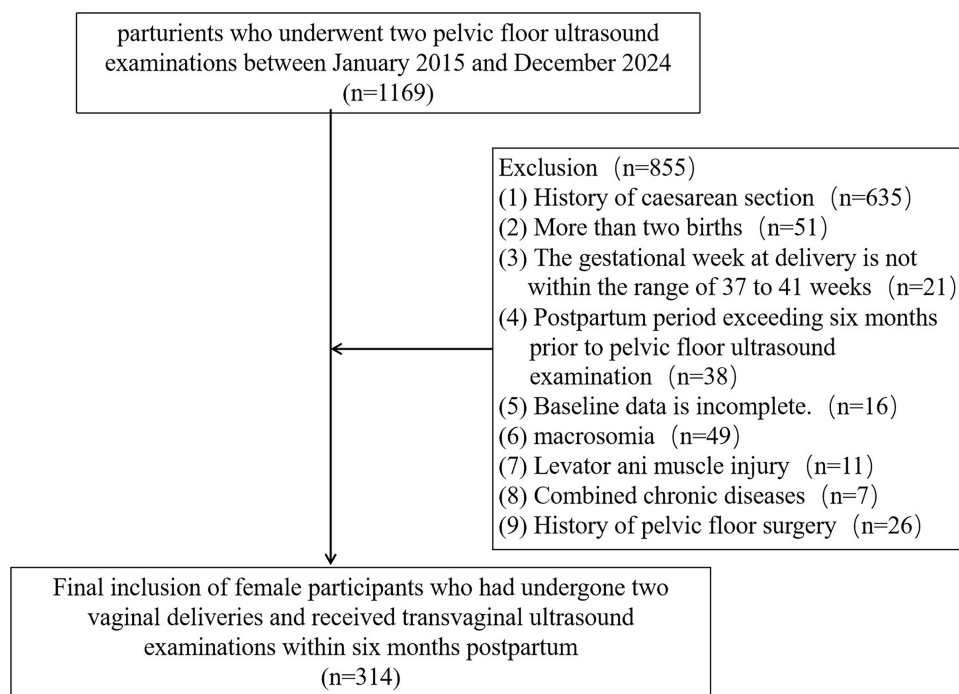 parturients who underwent two pelvic floor ultrasound
examinations between January 2015 and December 2024
(n=1169)
Exclusion（n=855）
(1) History of caesarean section（n=635）
(2) More than two births（n=51）
(3) The gestational week at delivery is not
within the range of 37 to 41 weeks（n=21）
(4) Postpartum period exceeding six months
prior to pelvic floor ultrasound
examination（n=38）
(5) Baseline data is incomplete.（n=16）
(6) macrosomia（n=49）
(7) Levator ani muscle injury（n=11）
(8) Combined chronic diseases（n=7）
(9) History of pelvic floor surgery（n=26）
Final inclusion of female participants who had undergone two
vaginal deliveries and received transvaginal ultrasound
examinations within six months postpartum
(n=314)